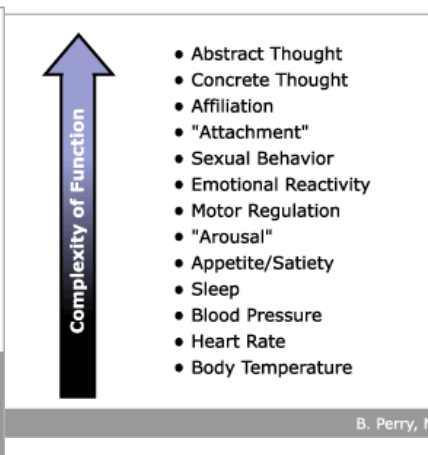 Complexity of Function
• Abstract Thought
• Concrete Thought
• Affiliation
• "Attachment"
• Sexual Behavior
• Emotional Reactivity
• Motor Regulation
• "Arousal"
• Appetite/Satiety
• Sleep
• Blood Pressure
• Heart Rate
• Body Temperature
B. Perry,